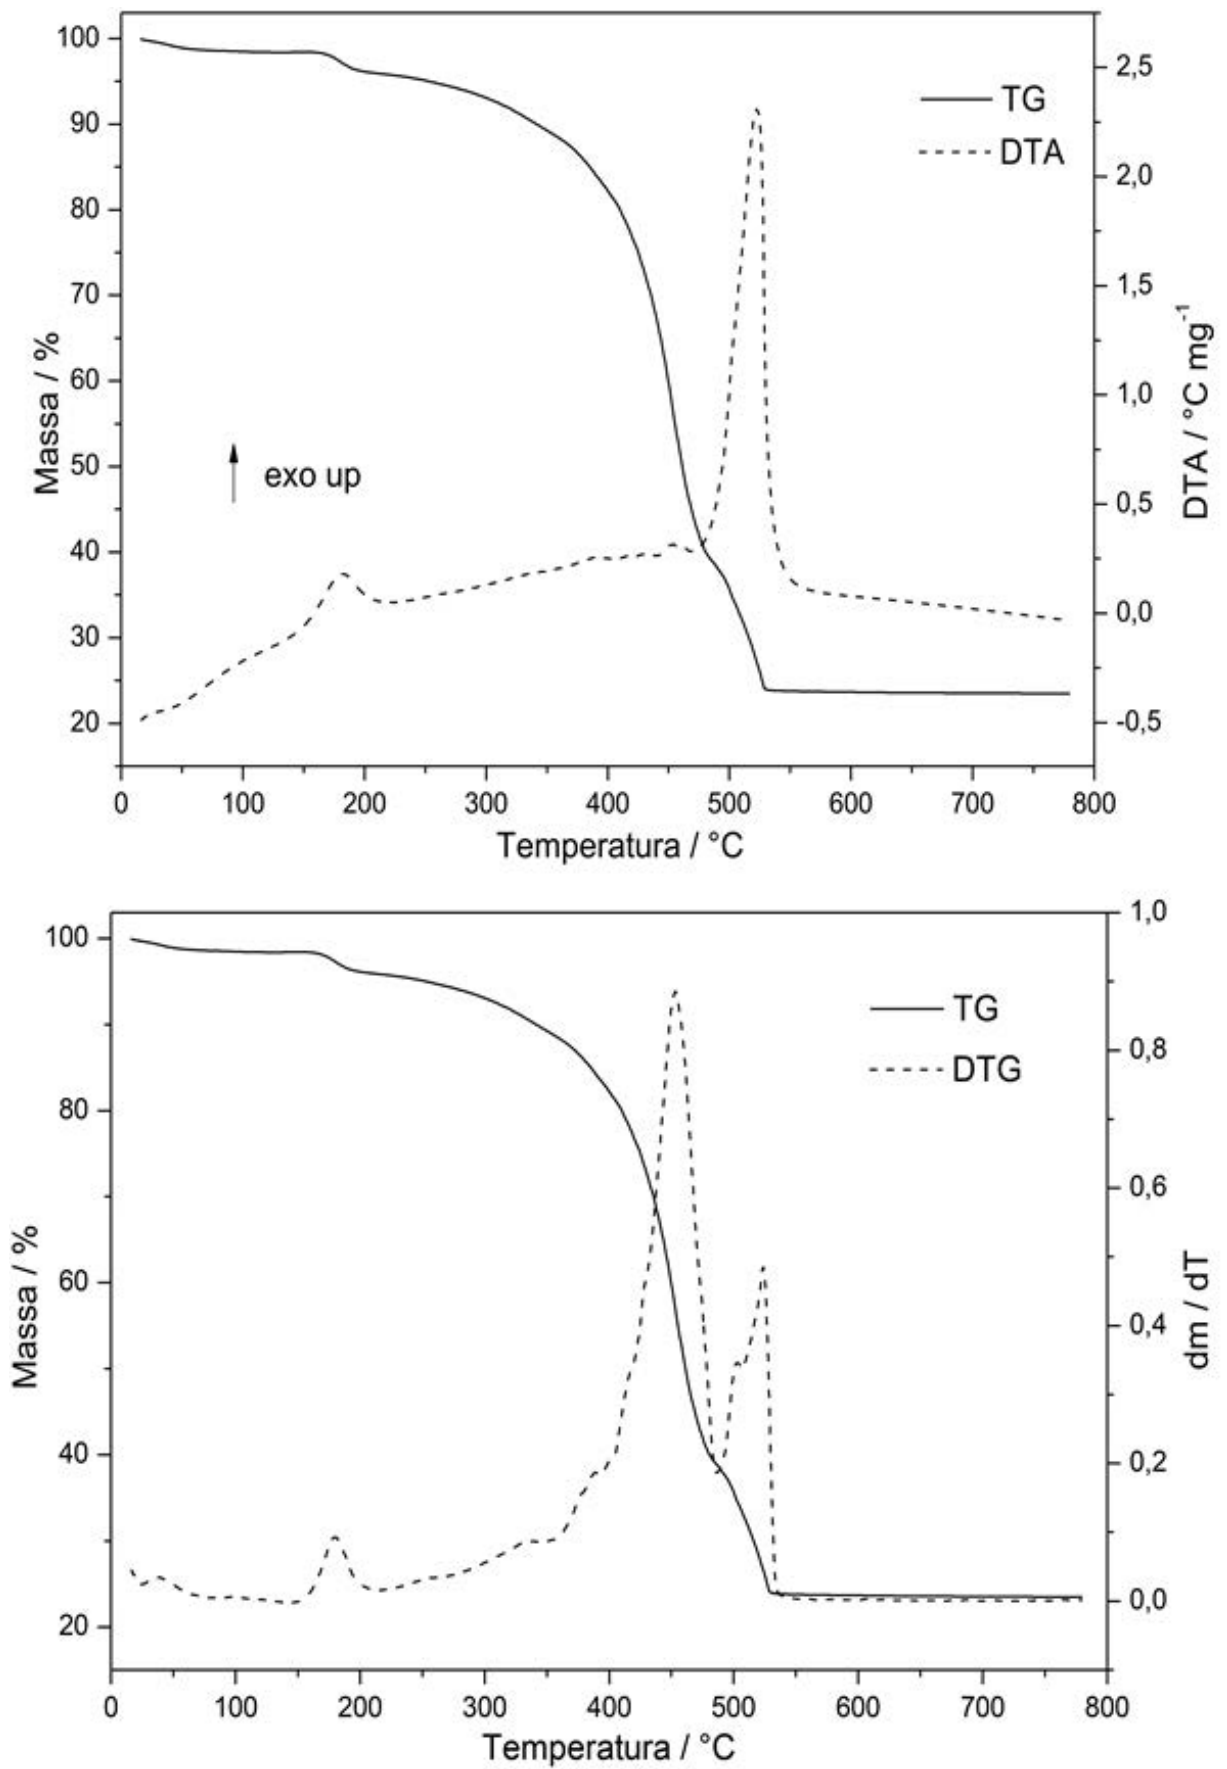 100
90
80
70
60
50
40
30
20
Massa / %
TG
DTA
exo up
2,5
2,0
1,5
1,0
0,5
0,0
-0,5
DTA / °C mg⁻¹
0 100 200 300 400 500 600 700 800
Temperatura / °C
100
80
60
40
20
Massa / %
TG
DTG
1,0
0,8
0,6
0,4
0,2
0,0
dm / dT
0 100 200 300 400 500 600 700 800
Temperatura / °C